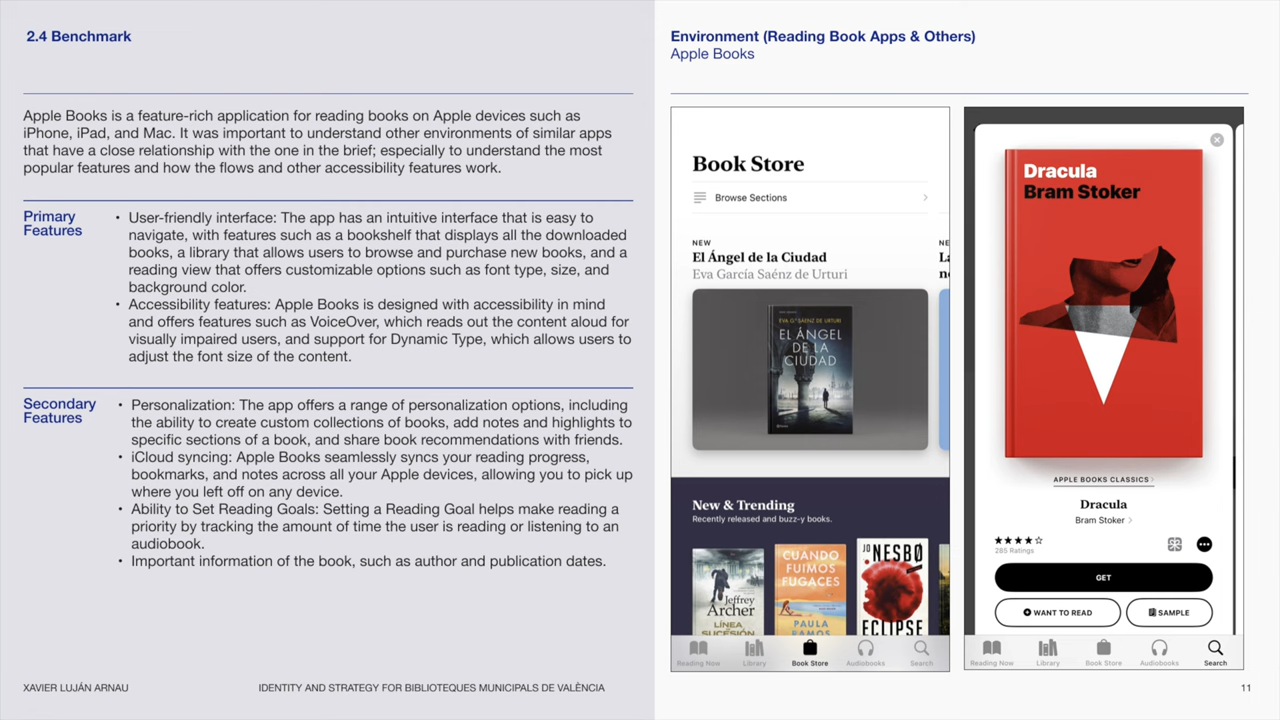 2.4 Benchmark
Environment (Reading Book Apps & Others)
Apple Books
Apple Books is a feature-rich application for reading books on Apple devices such as
iPhone, iPad, and Mac. It was important to understand other environments of similar apps
that have a close relationship with the one in the brief; especially to understand the most
popular features and how the flows and other accessibility features work.
Primary
Features
• User-friendly interface: The app has an intuitive interface that is easy to
navigate, with features such as a bookshelf that displays all the downloaded
books, a library that allows users to browse and purchase new books, and a
reading view that offers customizable options such as font type, size, and
background color.
• Accessibility features: Apple Books is designed with accessibility in mind
and offers features such as VoiceOver, which reads out the content aloud for
visually impaired users, and support for Dynamic Type, which allows users to
adjust the font size of the content.
Secondary
Features
• Personalization: The app offers a range of personalization options, including
the ability to create custom collections of books, add notes and highlights to
specific sections of a book, and share book recommendations with friends.
• iCloud syncing: Apple Books seamlessly syncs your reading progress,
bookmarks, and notes across all your Apple devices, allowing you to pick up
where you left off on any device.
• Ability to Set Reading Goals: Setting a Reading Goal helps make reading a
priority by tracking the amount of time the user is reading or listening to an
audiobook.
• Important information of the book, such as author and publication dates.
Book Store
Browse Sections
NEW
El Ángel de la Ciudad
Eva García Saénz de Urturi
NE
La
n
EVA Gª SÁENZ DE URTURI
EL ÁNGEL
DE LA
CIUDAD
New & Trending
Recently released and buzz-y books.
Jeffrey
Archer
LÍNEA
SUCESIÓN
CUANDO
FUIMOS
FUGACES
PAULA
RAMOS
JO
NESBØ
ECLIPSE
Reading Now
Library
Book Store
Audiobooks
Search
Dracula
Bram Stoker
APPLE BOOKS CLASSICS
Dracula
Bram Stoker
285 Ratings
GET
WANT TO READ
SAMPLE
Reading Now
Library
Book Store
Audiobooks
Search
XAVIER LUJÁN ARNAU
IDENTITY AND STRATEGY FOR BIBLIOTEQUES MUNICIPALS DE VALÈNCIA
11